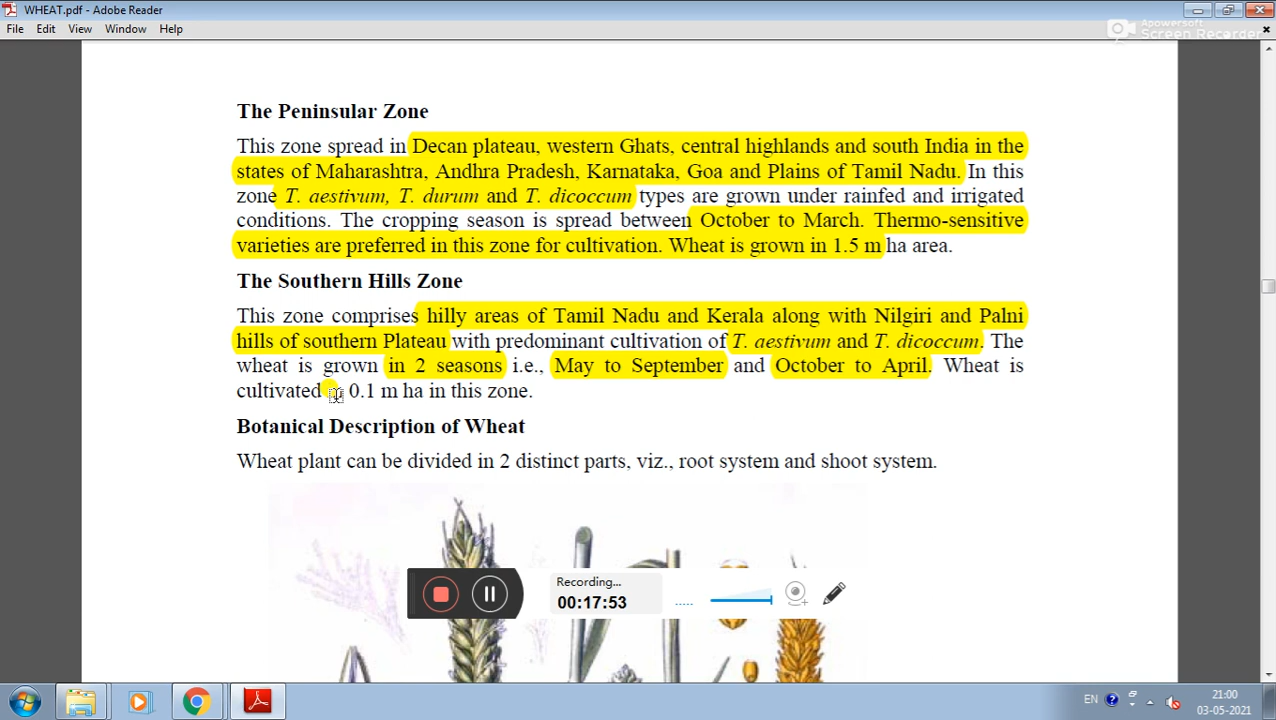 WHEAT.pdf - Adobe Reader
File Edit View Window Help
Apowersoft
Screen Recorder
The Peninsular Zone
This zone spread in Decan plateau, western Ghats, central highlands and south India in the
states of Maharashtra, Andhra Pradesh, Karnataka, Goa and Plains of Tamil Nadu. In this
zone T. aestivum, T. durum and T. dicoccum types are grown under rainfed and irrigated
conditions. The cropping season is spread between October to March. Thermo-sensitive
varieties are preferred in this zone for cultivation. Wheat is grown in 1.5 m ha area.
The Southern Hills Zone
This zone comprises hilly areas of Tamil Nadu and Kerala along with Nilgiri and Palni
hills of southern Plateau with predominant cultivation of T. aestivum and T. dicoccum. The
wheat is grown in 2 seasons i.e., May to September and October to April. Wheat is
cultivated 0.1 m ha in this zone.
Botanical Description of Wheat
Wheat plant can be divided in 2 distinct parts, viz., root system and shoot system.
Recording...
00:17:53
EN
21:00
03-05-2021